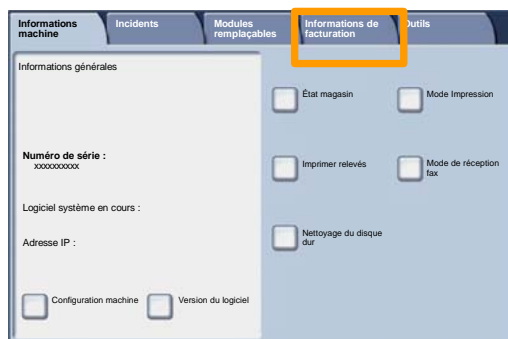 Informations machine
Incidents
Modules remplaçables
Informations de facturation
Outils
Informations générales
Numéro de série :
xxxxxxxxxx
Logiciel système en cours :
Adresse IP :
Configuration machine
Version du logiciel
État magasin
Mode Impression
Imprimer relevés
Mode de réception fax
Nettoyage du disque dur